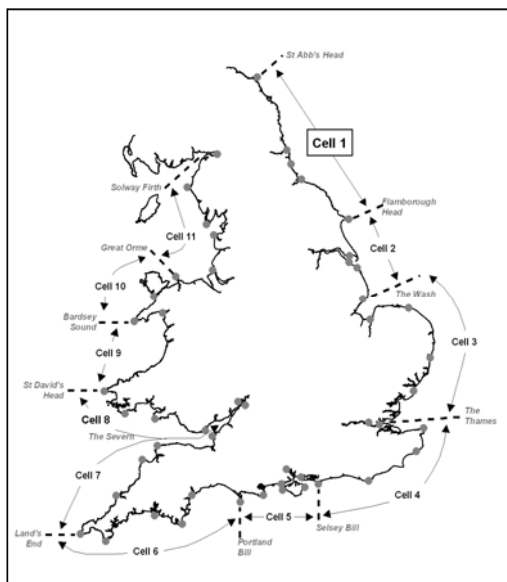 St Abb's Head
Cell 1
Solway Firth
Flamborough
Head
Cell 11
Great Orme
Cell 2
Cell 10
The Wash
Bardsey
Sound
Cell 9
Cell 3
St David's
Head
Cell 8
The Severn
The
Thames
Cell 7
Cell 4
Land's
End
Cell 6
Cell 5
Portland
Bill
Selsey Bill